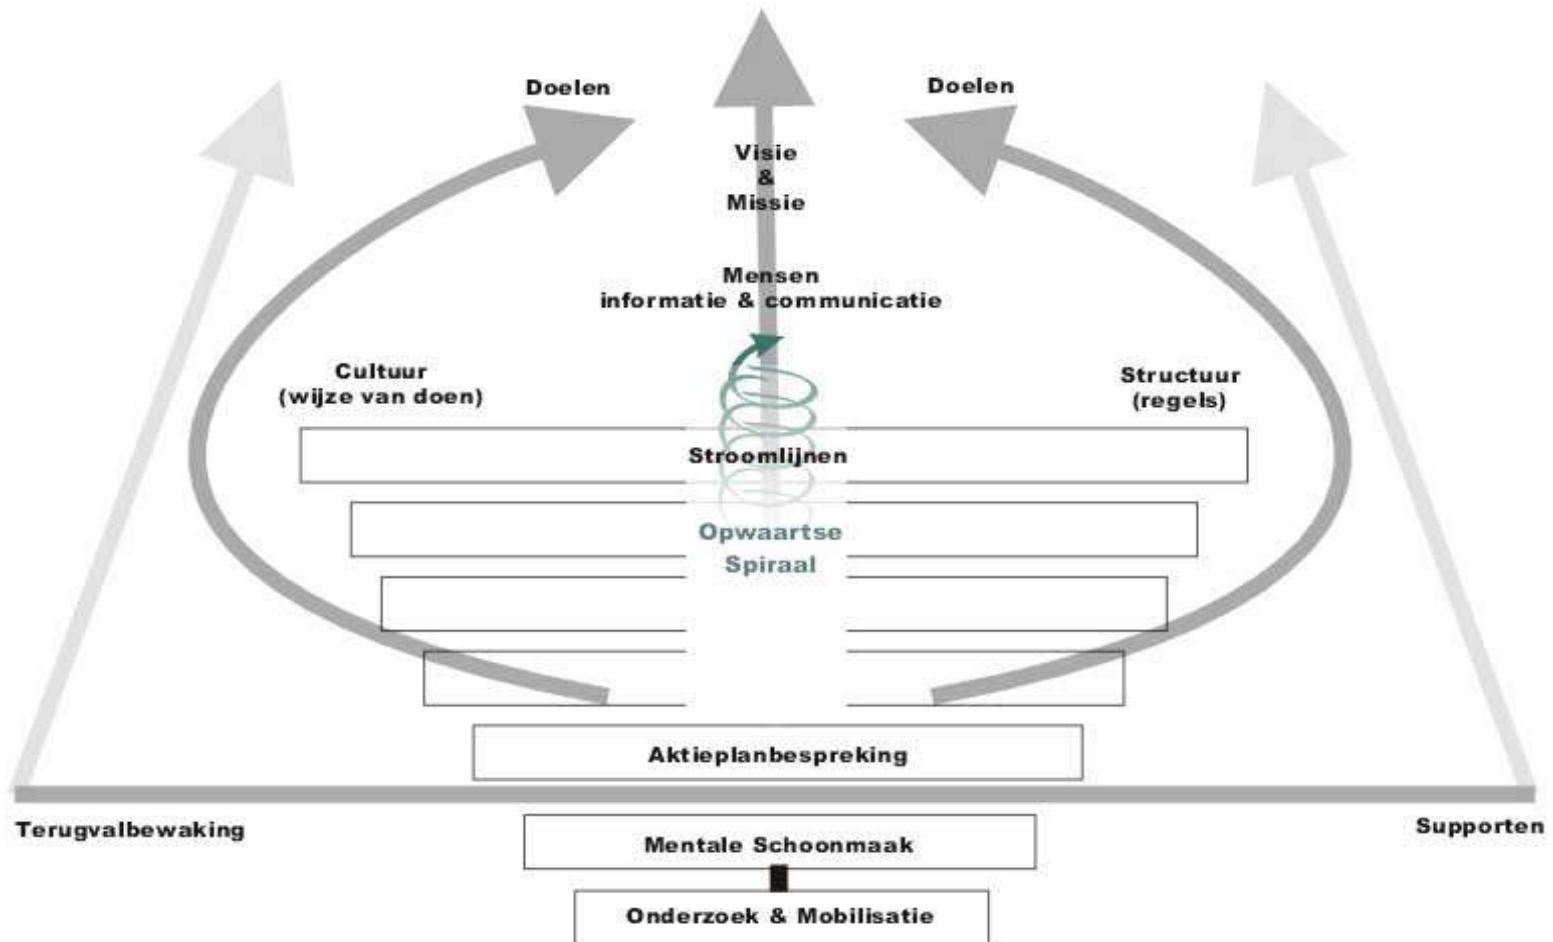 Doelen
Doelen
Visie
&
Missie
Mensen
informatie & communicatie
Cultuur
(wijze van doen)
Structuur
(regels)
Stroomlijnen
Opwaartse
Spiraal
Aktieplanbespreking
Terugvalbewaking
Supporten
Mentale Schoonmaak
Onderzoek & Mobilisatie